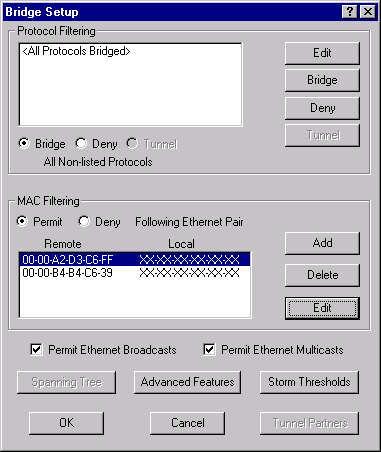 Bridge Setup
Protocol Filtering
<All Protocols Bridged>
Edit
Bridge
Deny
Tunnel
Bridge Deny Tunnel
All Non-listed Protocols
MAC Filtering
Permit Deny Following Ethernet Pair
Remote Local
00-00-A2-D3-C6-FF XX-XX-XX-XX-XX-XX
00-00-B4-B4-C6-39 XX-XX-XX-XX-XX-XX
Add
Delete
Edit
Permit Ethernet Broadcasts Permit Ethernet Multicasts
Spanning Tree Advanced Features Storm Thresholds
OK Cancel Tunnel Partners